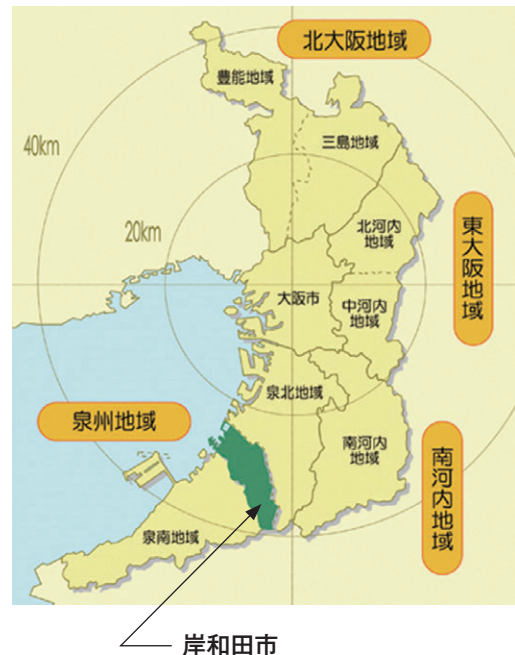 北大阪地域
豊能地域
40km
三島地域
20km
北河内
地域
東大阪地域
大阪市
中河内
地域
泉北地域
泉州地域
南河内
地域
南河内地域
泉南地域
岸和田市